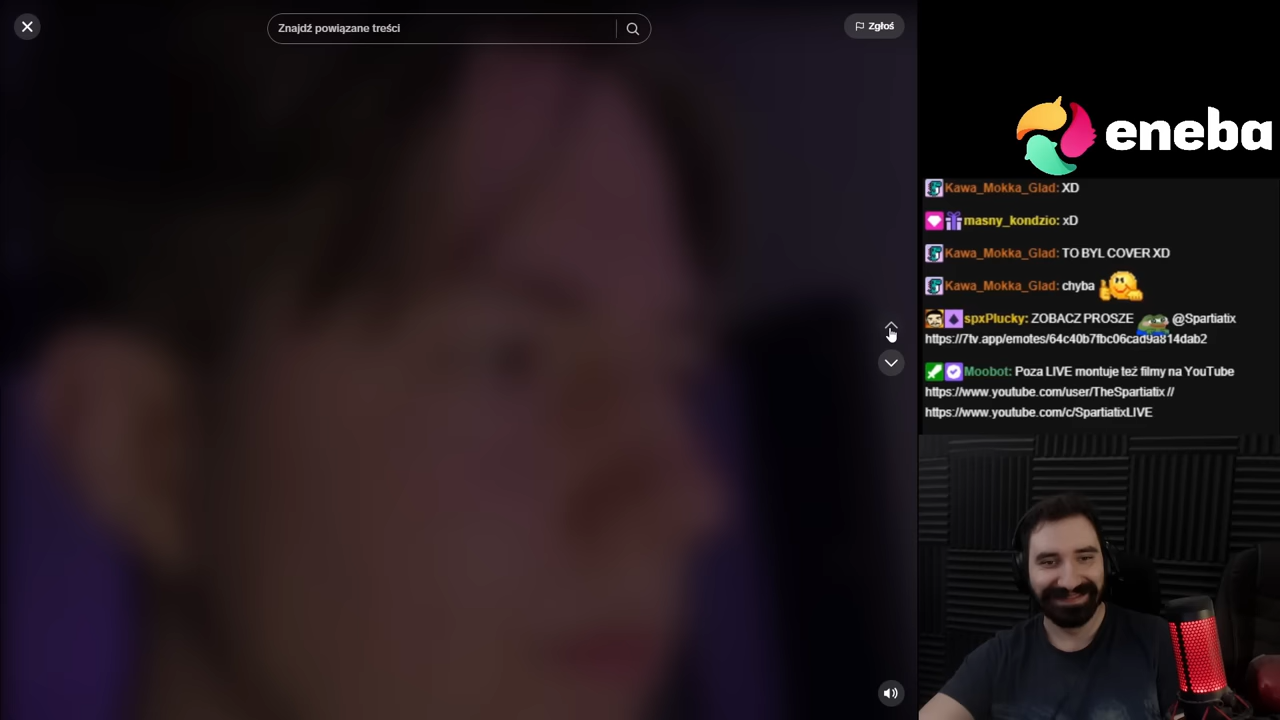 Znajdź powiązane treści
Zgłoś
eneba
Kawa_Mokka_Glad: XD
masny_kondzio: xD
Kawa_Mokka_Glad: TO BYL COVER XD
Kawa_Mokka_Glad: chyba
spxPlucky: ZOBACZ PROSZE @Spartiatix
https://7tv.app/emotes/64c40b7fbc06cad9a814dab2
Moobot: Poza LIVE montuje też filmy na YouTube
https://www.youtube.com/user/TheSpartiatix //
https://www.youtube.com/c/SpartiatixLIVE